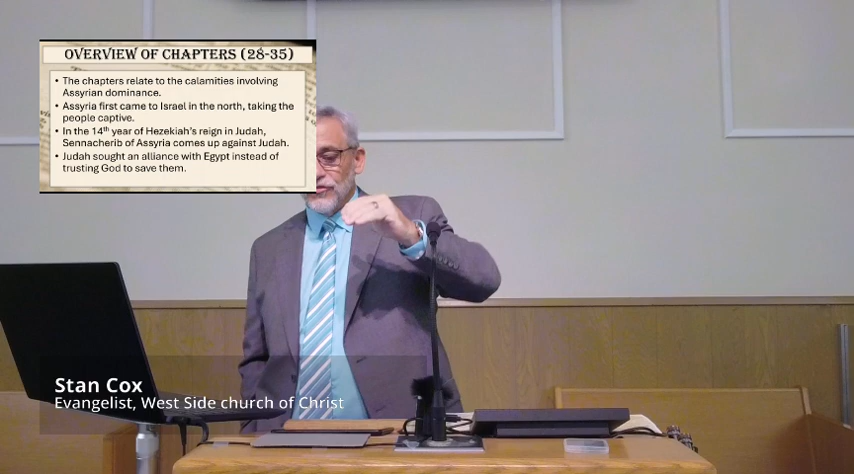 OVERVIEW OF CHAPTERS (28-35)
• The chapters relate to the calamities involving
Assyrian dominance.
• Assyria first came to Israel in the north, taking the
people captive.
• In the 14th year of Hezekiah's reign in Judah,
Sennacherib of Assyria comes up against Judah.
• Judah sought an alliance with Egypt instead of
trusting God to save them.
Stan Cox
Evangelist, West Side church of Christ